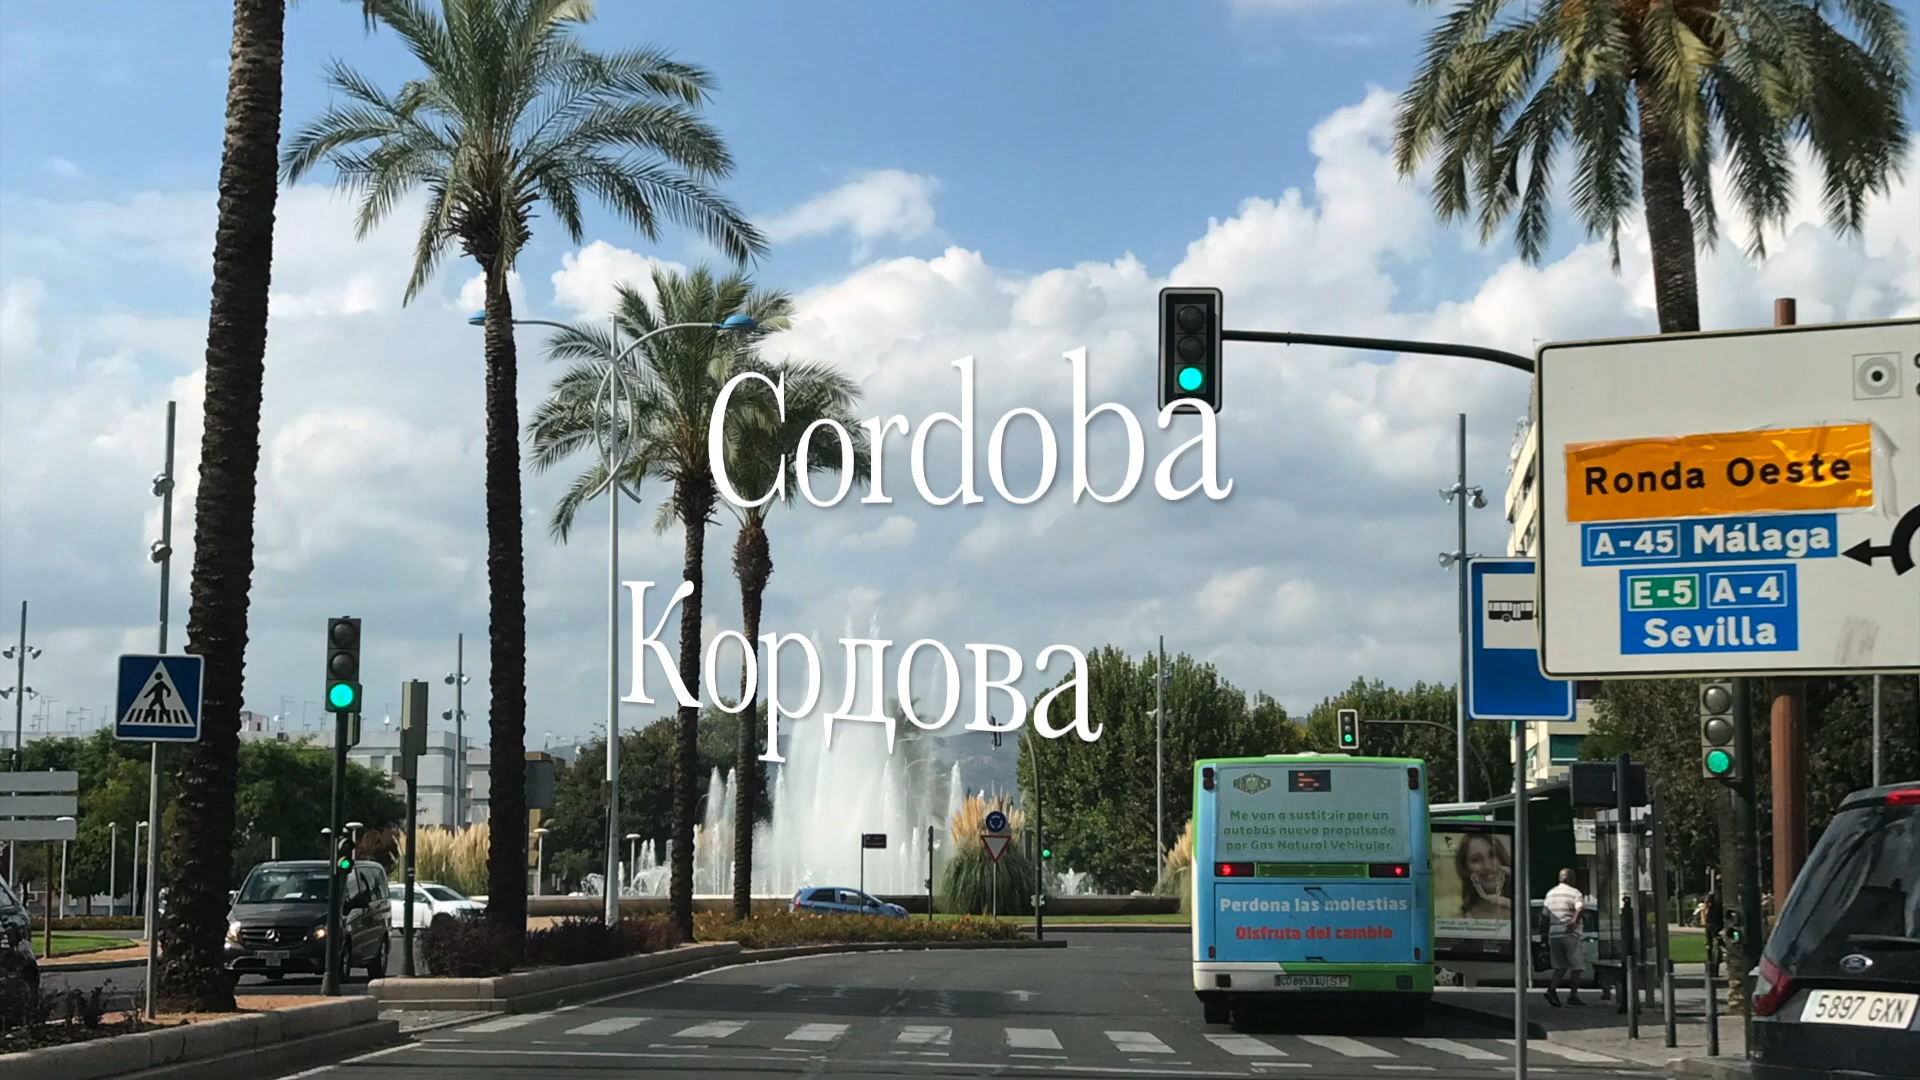 Cordoba
Кордова
Ronda Oeste
A-45 Málaga
E-5 A-4
Sevilla
Me van a sustituir por un
autobús nuevo propulsado
por Gas Natural Vehicular.
Perdona las molestias
Disfruta del cambio
5897 GXN